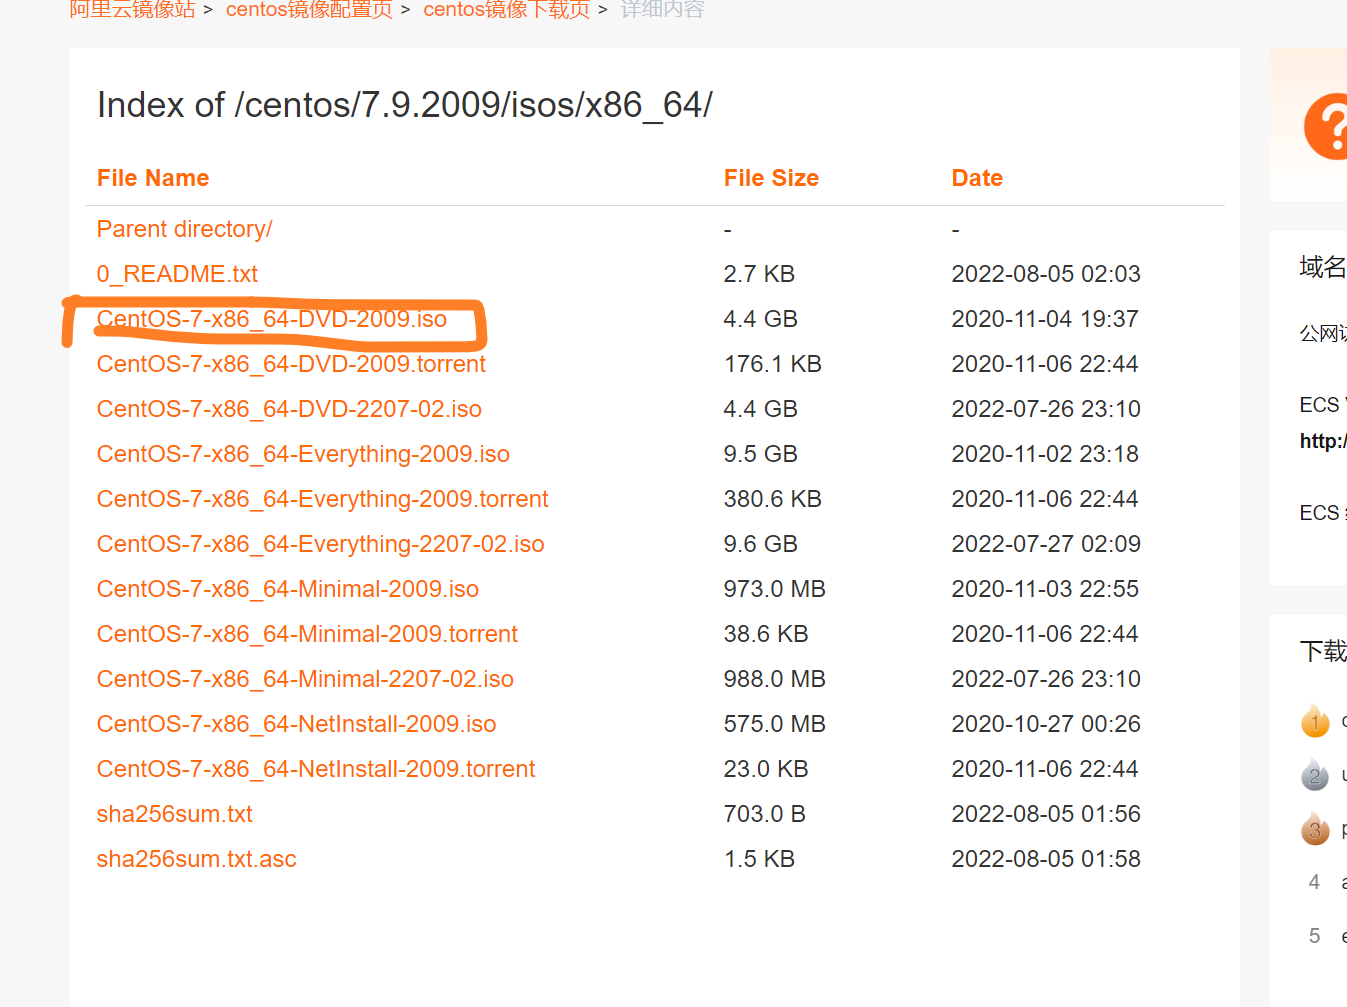 阿里云镜像站 > centos镜像配置页 > centos镜像下载页 > 详细内容
Index of /centos/7.9.2009/isos/x86_64/
File Name File Size Date
Parent directory/ - -
0_README.txt 2.7 KB 2022-08-05 02:03
CentOS-7-x86_64-DVD-2009.iso 4.4 GB 2020-11-04 19:37
CentOS-7-x86_64-DVD-2009.torrent 176.1 KB 2020-11-06 22:44
CentOS-7-x86_64-DVD-2207-02.iso 4.4 GB 2022-07-26 23:10
CentOS-7-x86_64-Everything-2009.iso 9.5 GB 2020-11-02 23:18
CentOS-7-x86_64-Everything-2009.torrent 380.6 KB 2020-11-06 22:44
CentOS-7-x86_64-Everything-2207-02.iso 9.6 GB 2022-07-27 02:09
CentOS-7-x86_64-Minimal-2009.iso 973.0 MB 2020-11-03 22:55
CentOS-7-x86_64-Minimal-2009.torrent 38.6 KB 2020-11-06 22:44
CentOS-7-x86_64-Minimal-2207-02.iso 988.0 MB 2022-07-26 23:10
CentOS-7-x86_64-NetInstall-2009.iso 575.0 MB 2020-10-27 00:26
CentOS-7-x86_64-NetInstall-2009.torrent 23.0 KB 2020-11-06 22:44
sha256sum.txt 703.0 B 2022-08-05 01:56
sha256sum.txt.asc 1.5 KB 2022-08-05 01:58
域名
公网
ECS
http:/
ECS
下载
1
2
3
4
5